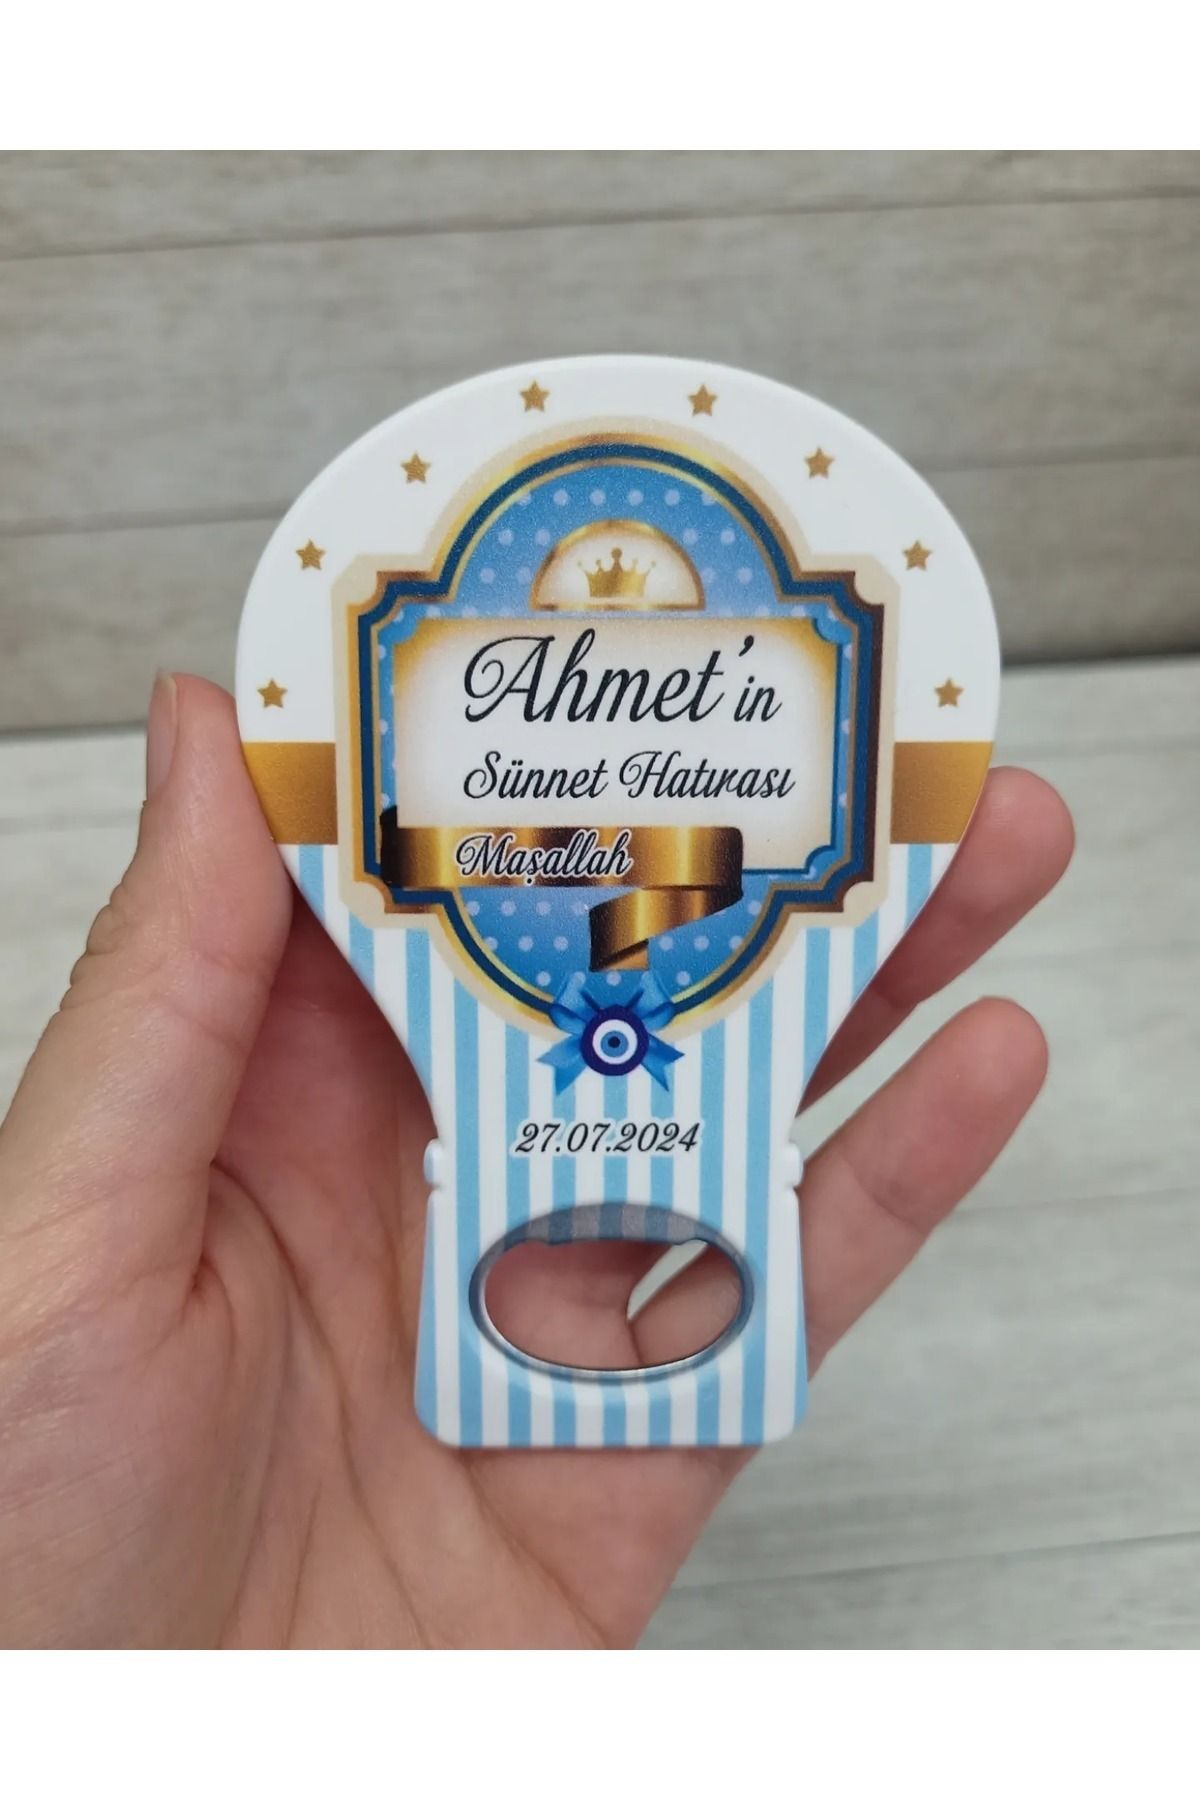 Ahmet'in
Sünnet Hatırası
Maşallah
27.07.2024